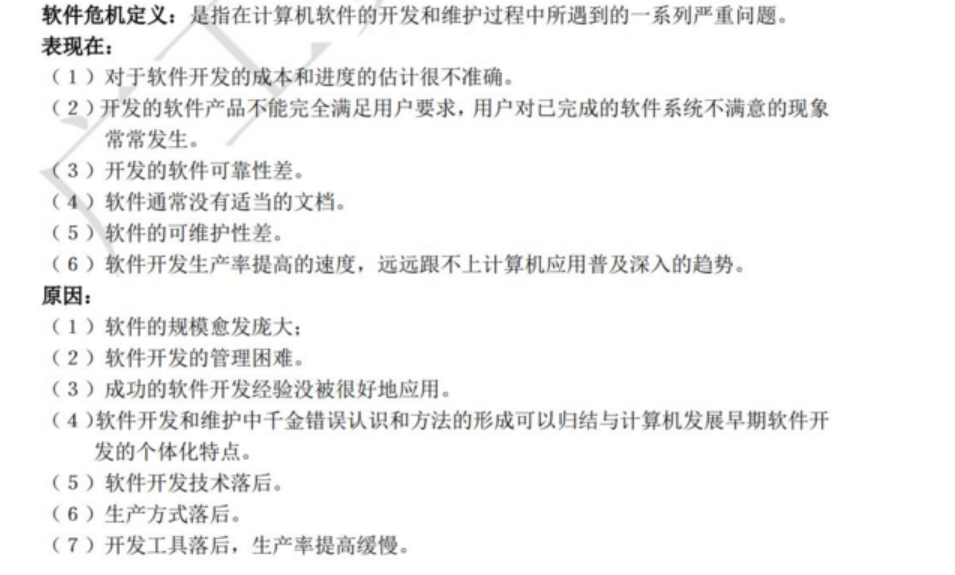 软件危机定义：是指在计算机软件的开发和维护过程中所遇到的一系列严重问题。
表现在：
（1）对于软件开发的成本和进度的估计很不准确。
（2）开发的软件产品不能完全满足用户要求，用户对已完成的软件系统不满意的现象
常常发生。
（3）开发的软件可靠性差。
（4）软件通常没有适当的文档。
（5）软件的可维护性差。
（6）软件开发生产率提高的速度，远远跟不上计算机应用普及深入的趋势。
原因：
（1）软件的规模愈发庞大；
（2）软件开发的管理困难。
（3）成功的软件开发经验没被很好地应用。
（4）软件开发和维护中千金错误认识和方法的形成可以归结与计算机发展早期软件开
发的个体化特点。
（5）软件开发技术落后。
（6）生产方式落后。
（7）开发工具落后，生产率提高缓慢。